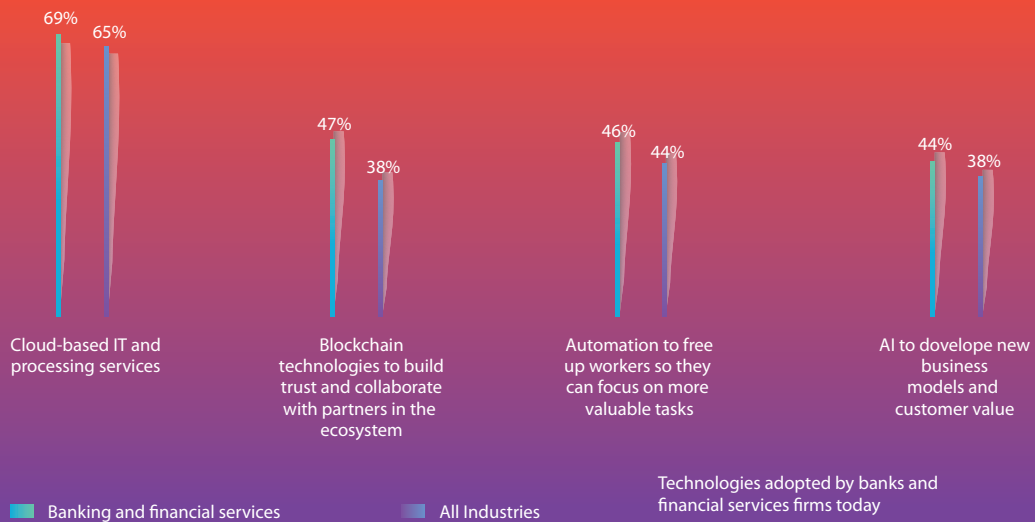 69%
65%
47%
38%
46%
44%
44%
38%
Cloud-based IT and
processing services
Blockchain
technologies to build
trust and collaborate
with partners in the
ecosystem
Automation to free
up workers so they
can focus on more
valuable tasks
AI to dovelope new
business
models and
customer value
Banking and financial services
All Industries
Technologies adopted by banks and
financial services firms today